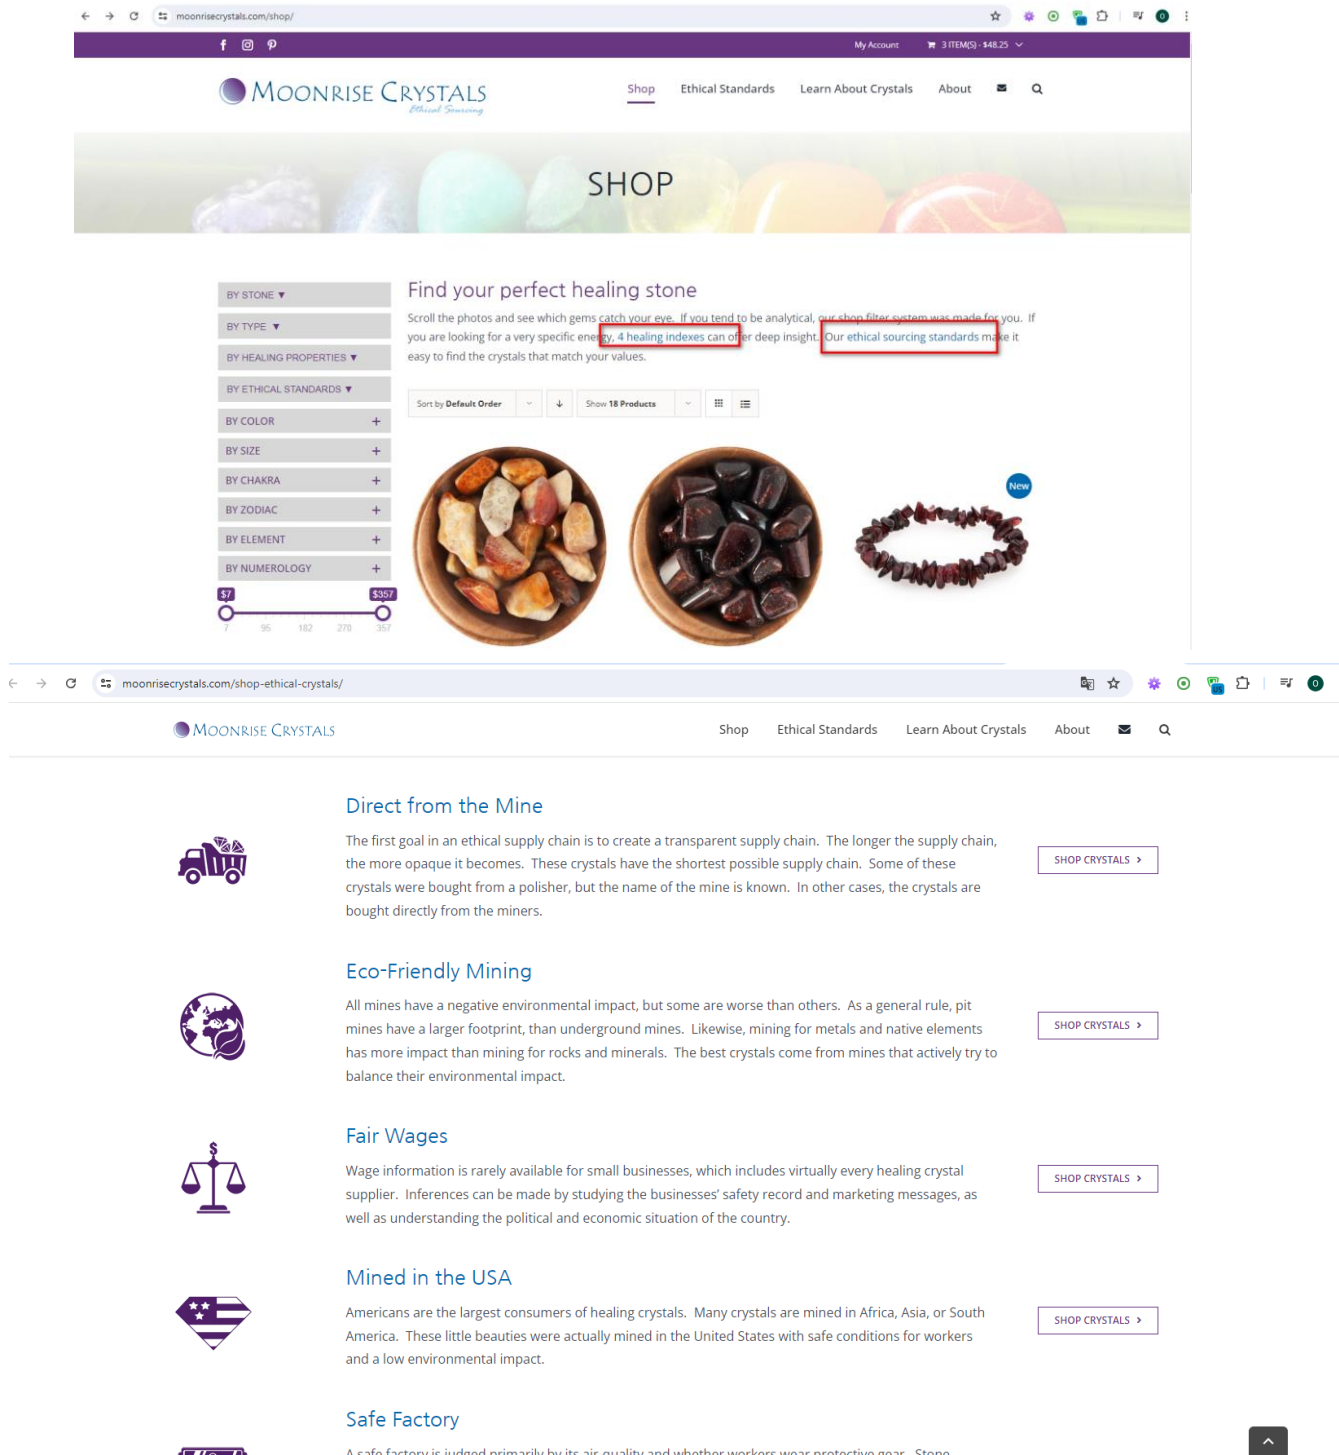 moonrisecrystals.com/shop/
My Account
3 ITEM(S) - $48.25
MOONRISE CRYSTALS
Ethical Sourcing
Shop
Ethical Standards
Learn About Crystals
About
SHOP
BY STONE ▼
BY TYPE ▼
BY HEALING PROPERTIES ▼
BY ETHICAL STANDARDS ▼
BY COLOR +
BY SIZE +
BY CHAKRA +
BY ZODIAC +
BY ELEMENT +
BY NUMEROLOGY +
$7 $357
7 95 182 270 357
Find your perfect healing stone
Scroll the photos and see which gems catch your eye. If you tend to be analytical, our shop filter system was made for you. If
you are looking for a very specific energy, 4 healing indexes can offer deep insight. Our ethical sourcing standards make it
easy to find the crystals that match your values.
Sort by Default Order
Show 18 Products
New
moonrisecrystals.com/shop-ethical-crystals/
US
MOONRISE CRYSTALS
Shop
Ethical Standards
Learn About Crystals
About
Direct from the Mine
The first goal in an ethical supply chain is to create a transparent supply chain. The longer the supply chain,
the more opaque it becomes. These crystals have the shortest possible supply chain. Some of these
crystals were bought from a polisher, but the name of the mine is known. In other cases, the crystals are
bought directly from the miners.
SHOP CRYSTALS >
Eco-Friendly Mining
All mines have a negative environmental impact, but some are worse than others. As a general rule, pit
mines have a larger footprint, than underground mines. Likewise, mining for metals and native elements
has more impact than mining for rocks and minerals. The best crystals come from mines that actively try to
balance their environmental impact.
SHOP CRYSTALS >
Fair Wages
Wage information is rarely available for small businesses, which includes virtually every healing crystal
supplier. Inferences can be made by studying the businesses' safety record and marketing messages, as
well as understanding the political and economic situation of the country.
SHOP CRYSTALS >
Mined in the USA
Americans are the largest consumers of healing crystals. Many crystals are mined in Africa, Asia, or South
America. These little beauties were actually mined in the United States with safe conditions for workers
and a low environmental impact.
SHOP CRYSTALS >
Safe Factory
A safe factory is judged primarily by its air quality and whether workers wear protective gear. Stone